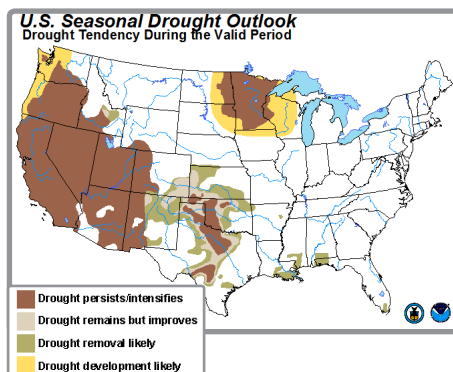 U.S. Seasonal Drought Outlook
Drought Tendency During the Valid Period
Drought persists/intensifies
Drought remains but improves
Drought removal likely
Drought development likely